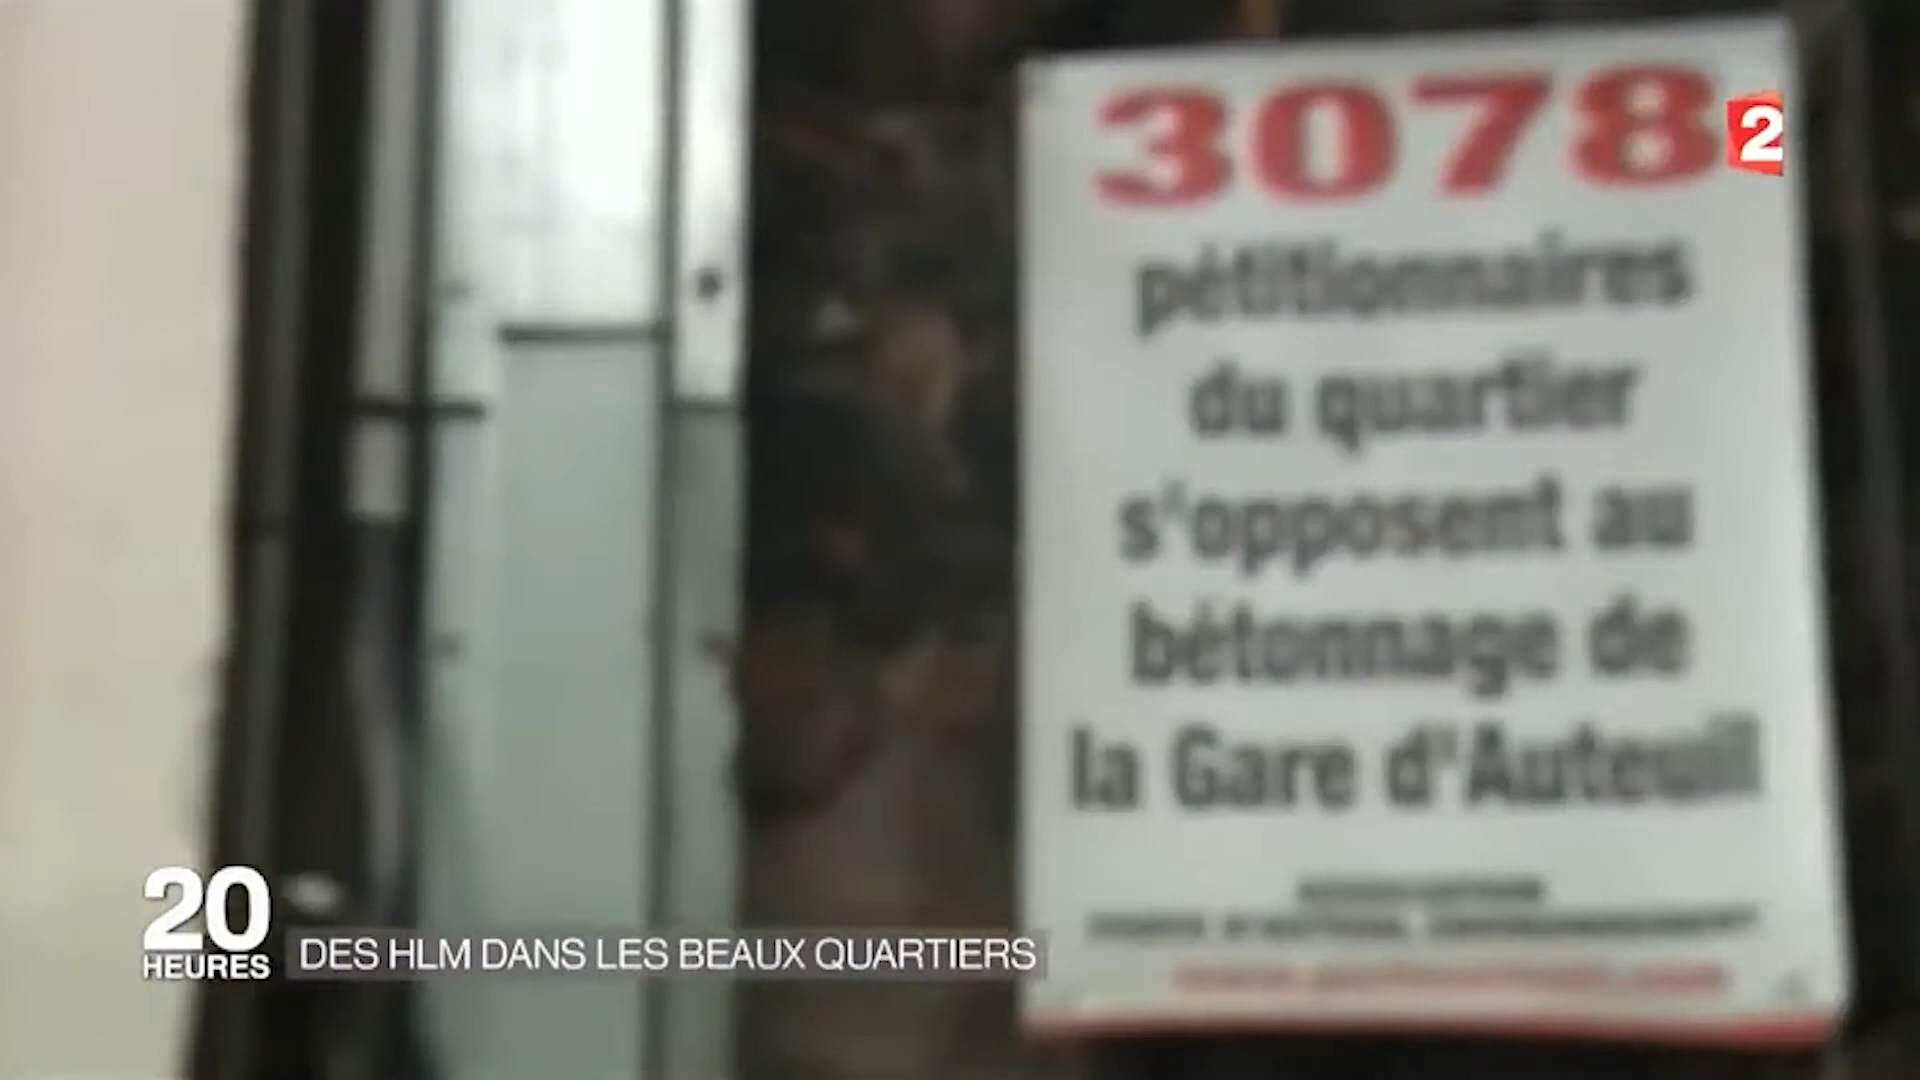 3078
2
pétitionnaires
du quartier
s'opposent au
bétonnage de
la Gare d'Auteuil
20
HEURES
DES HLM DANS LES BEAUX QUARTIERS